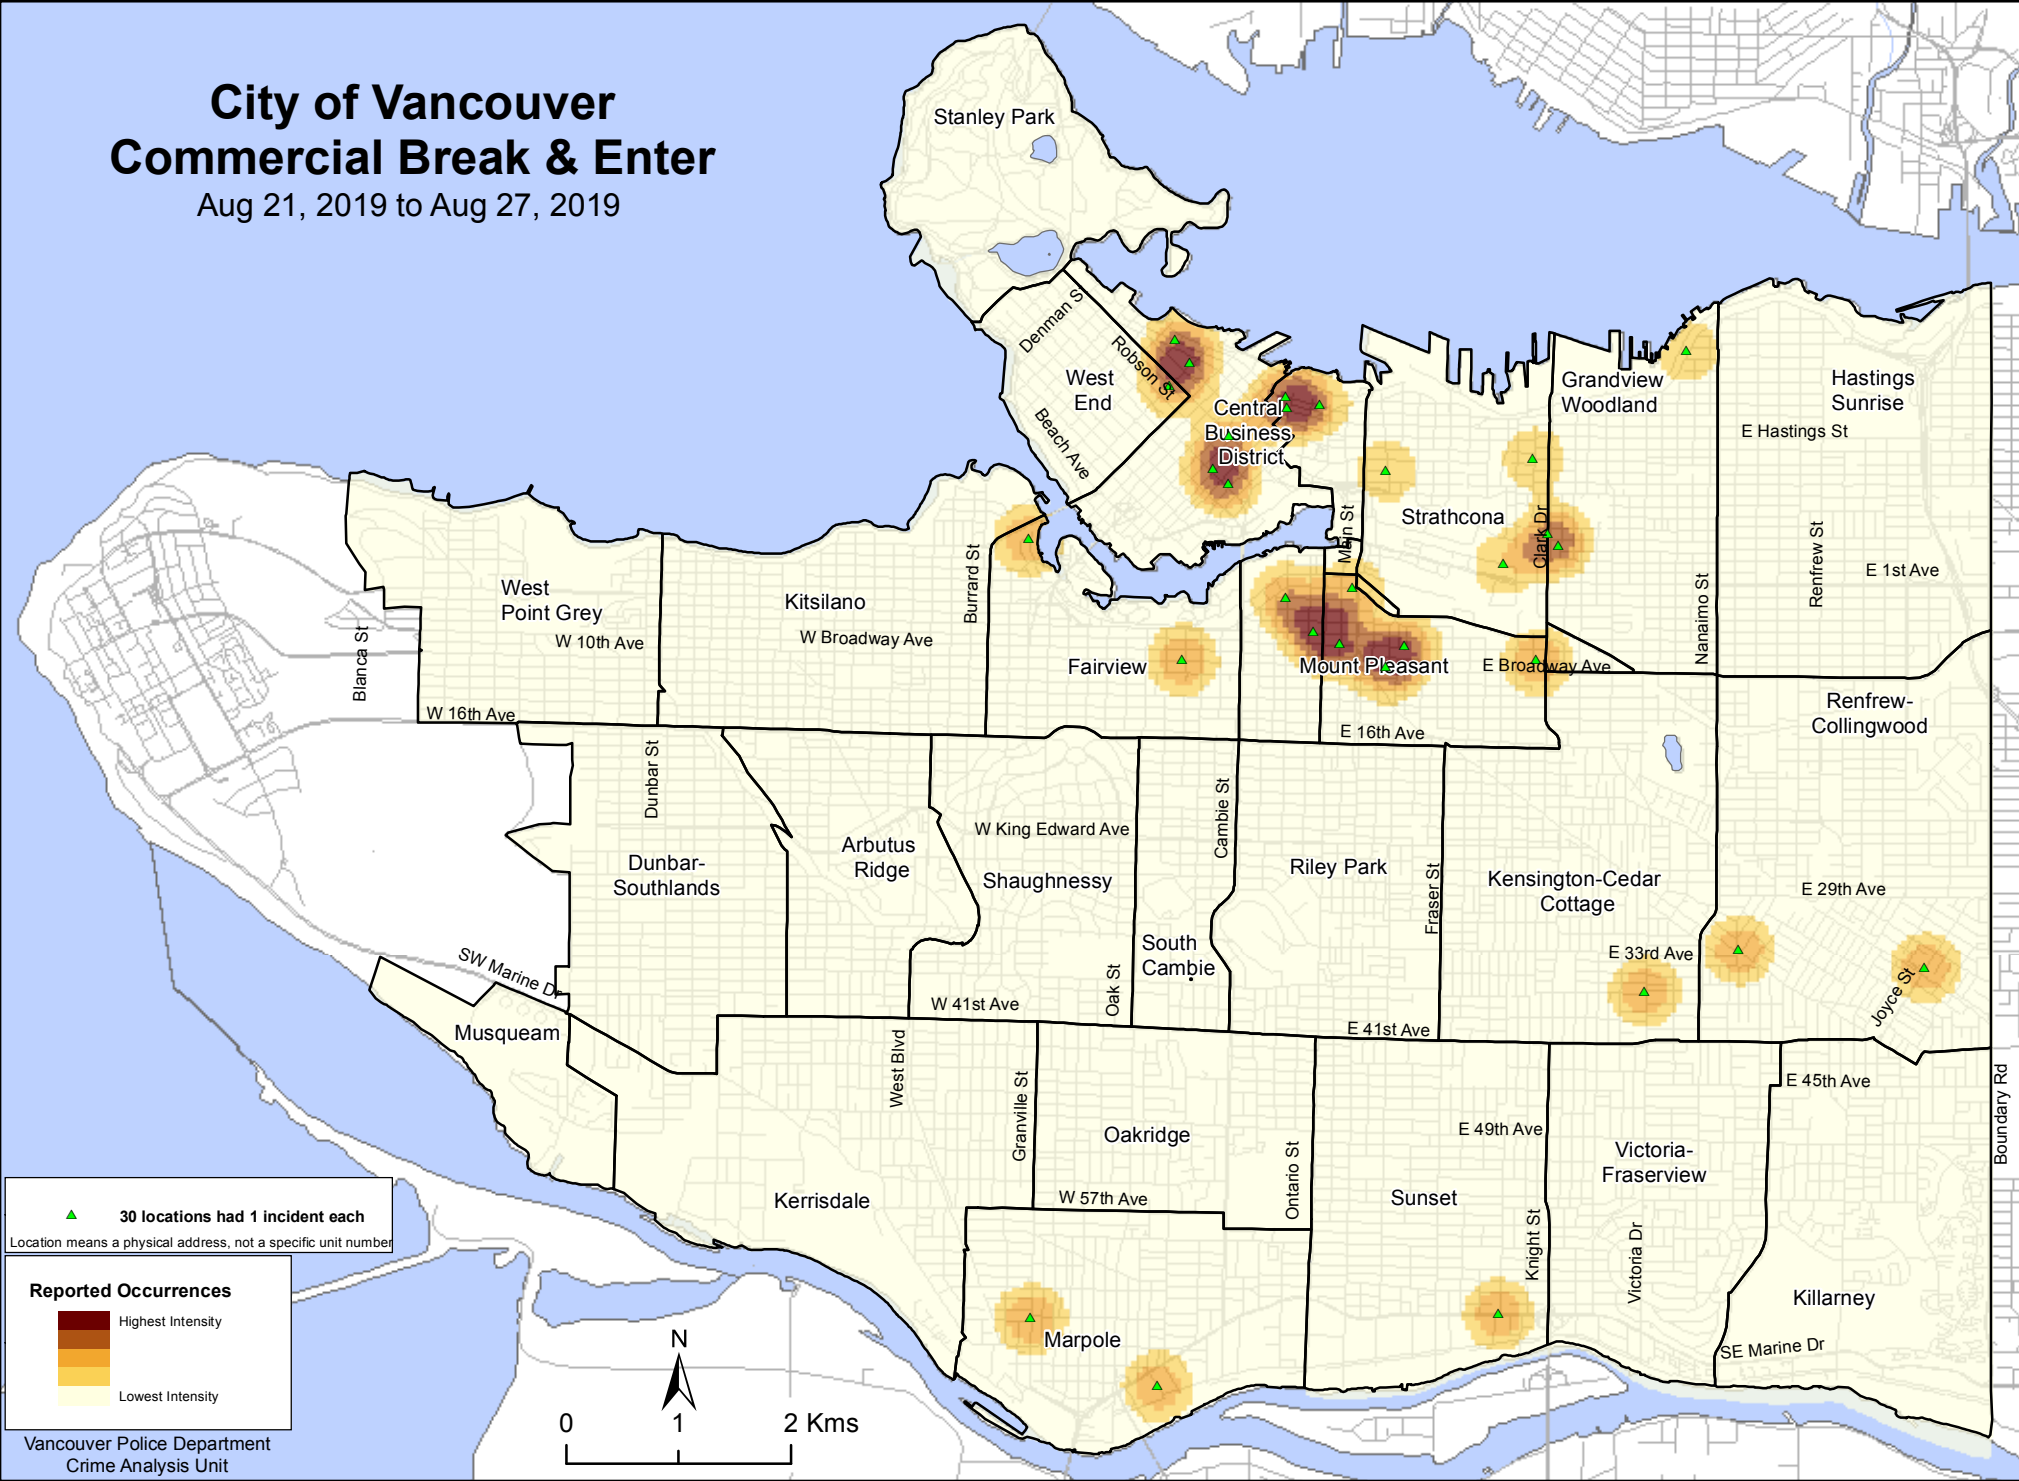 City of Vancouver
Commercial Break & Enter
Aug 21, 2019 to Aug 27, 2019
Stanley Park
Denman St
Robson St
West
End
Beach Ave
Central
Business
District
Grandview
Woodland
Hastings
Sunrise
E Hastings St
Strathcona
Main St
Clark Dr
Renfrew St
E 1st Ave
Nanaimo St
West
Point Grey
W 10th Ave
Blanca St
W 16th Ave
Kitsilano
W Broadway Ave
Burrard St
Fairview
Mount Pleasant
E Broadway Ave
E 16th Ave
Renfrew-
Collingwood
Dunbar St
Dunbar-
Southlands
Arbutus
Ridge
W King Edward Ave
Shaughnessy
Cambie St
South
Cambie
Oak St
W 41st Ave
Riley Park
Fraser St
E 41st Ave
Kensington-Cedar
Cottage
E 33rd Ave
E 29th Ave
Joyce St
SW Marine Dr
Musqueam
West Blvd
Granville St
Kerrisdale
Oakridge
W 57th Ave
Ontario St
Sunset
E 49th Ave
Knight St
Victoria-
Fraserview
Victoria Dr
E 45th Ave
Boundary Rd
Killarney
SE Marine Dr
Marpole
30 locations had 1 incident each
Location means a physical address, not a specific unit number
Reported Occurrences
Highest Intensity
Lowest Intensity
Vancouver Police Department
Crime Analysis Unit
N
0 1 2 Kms